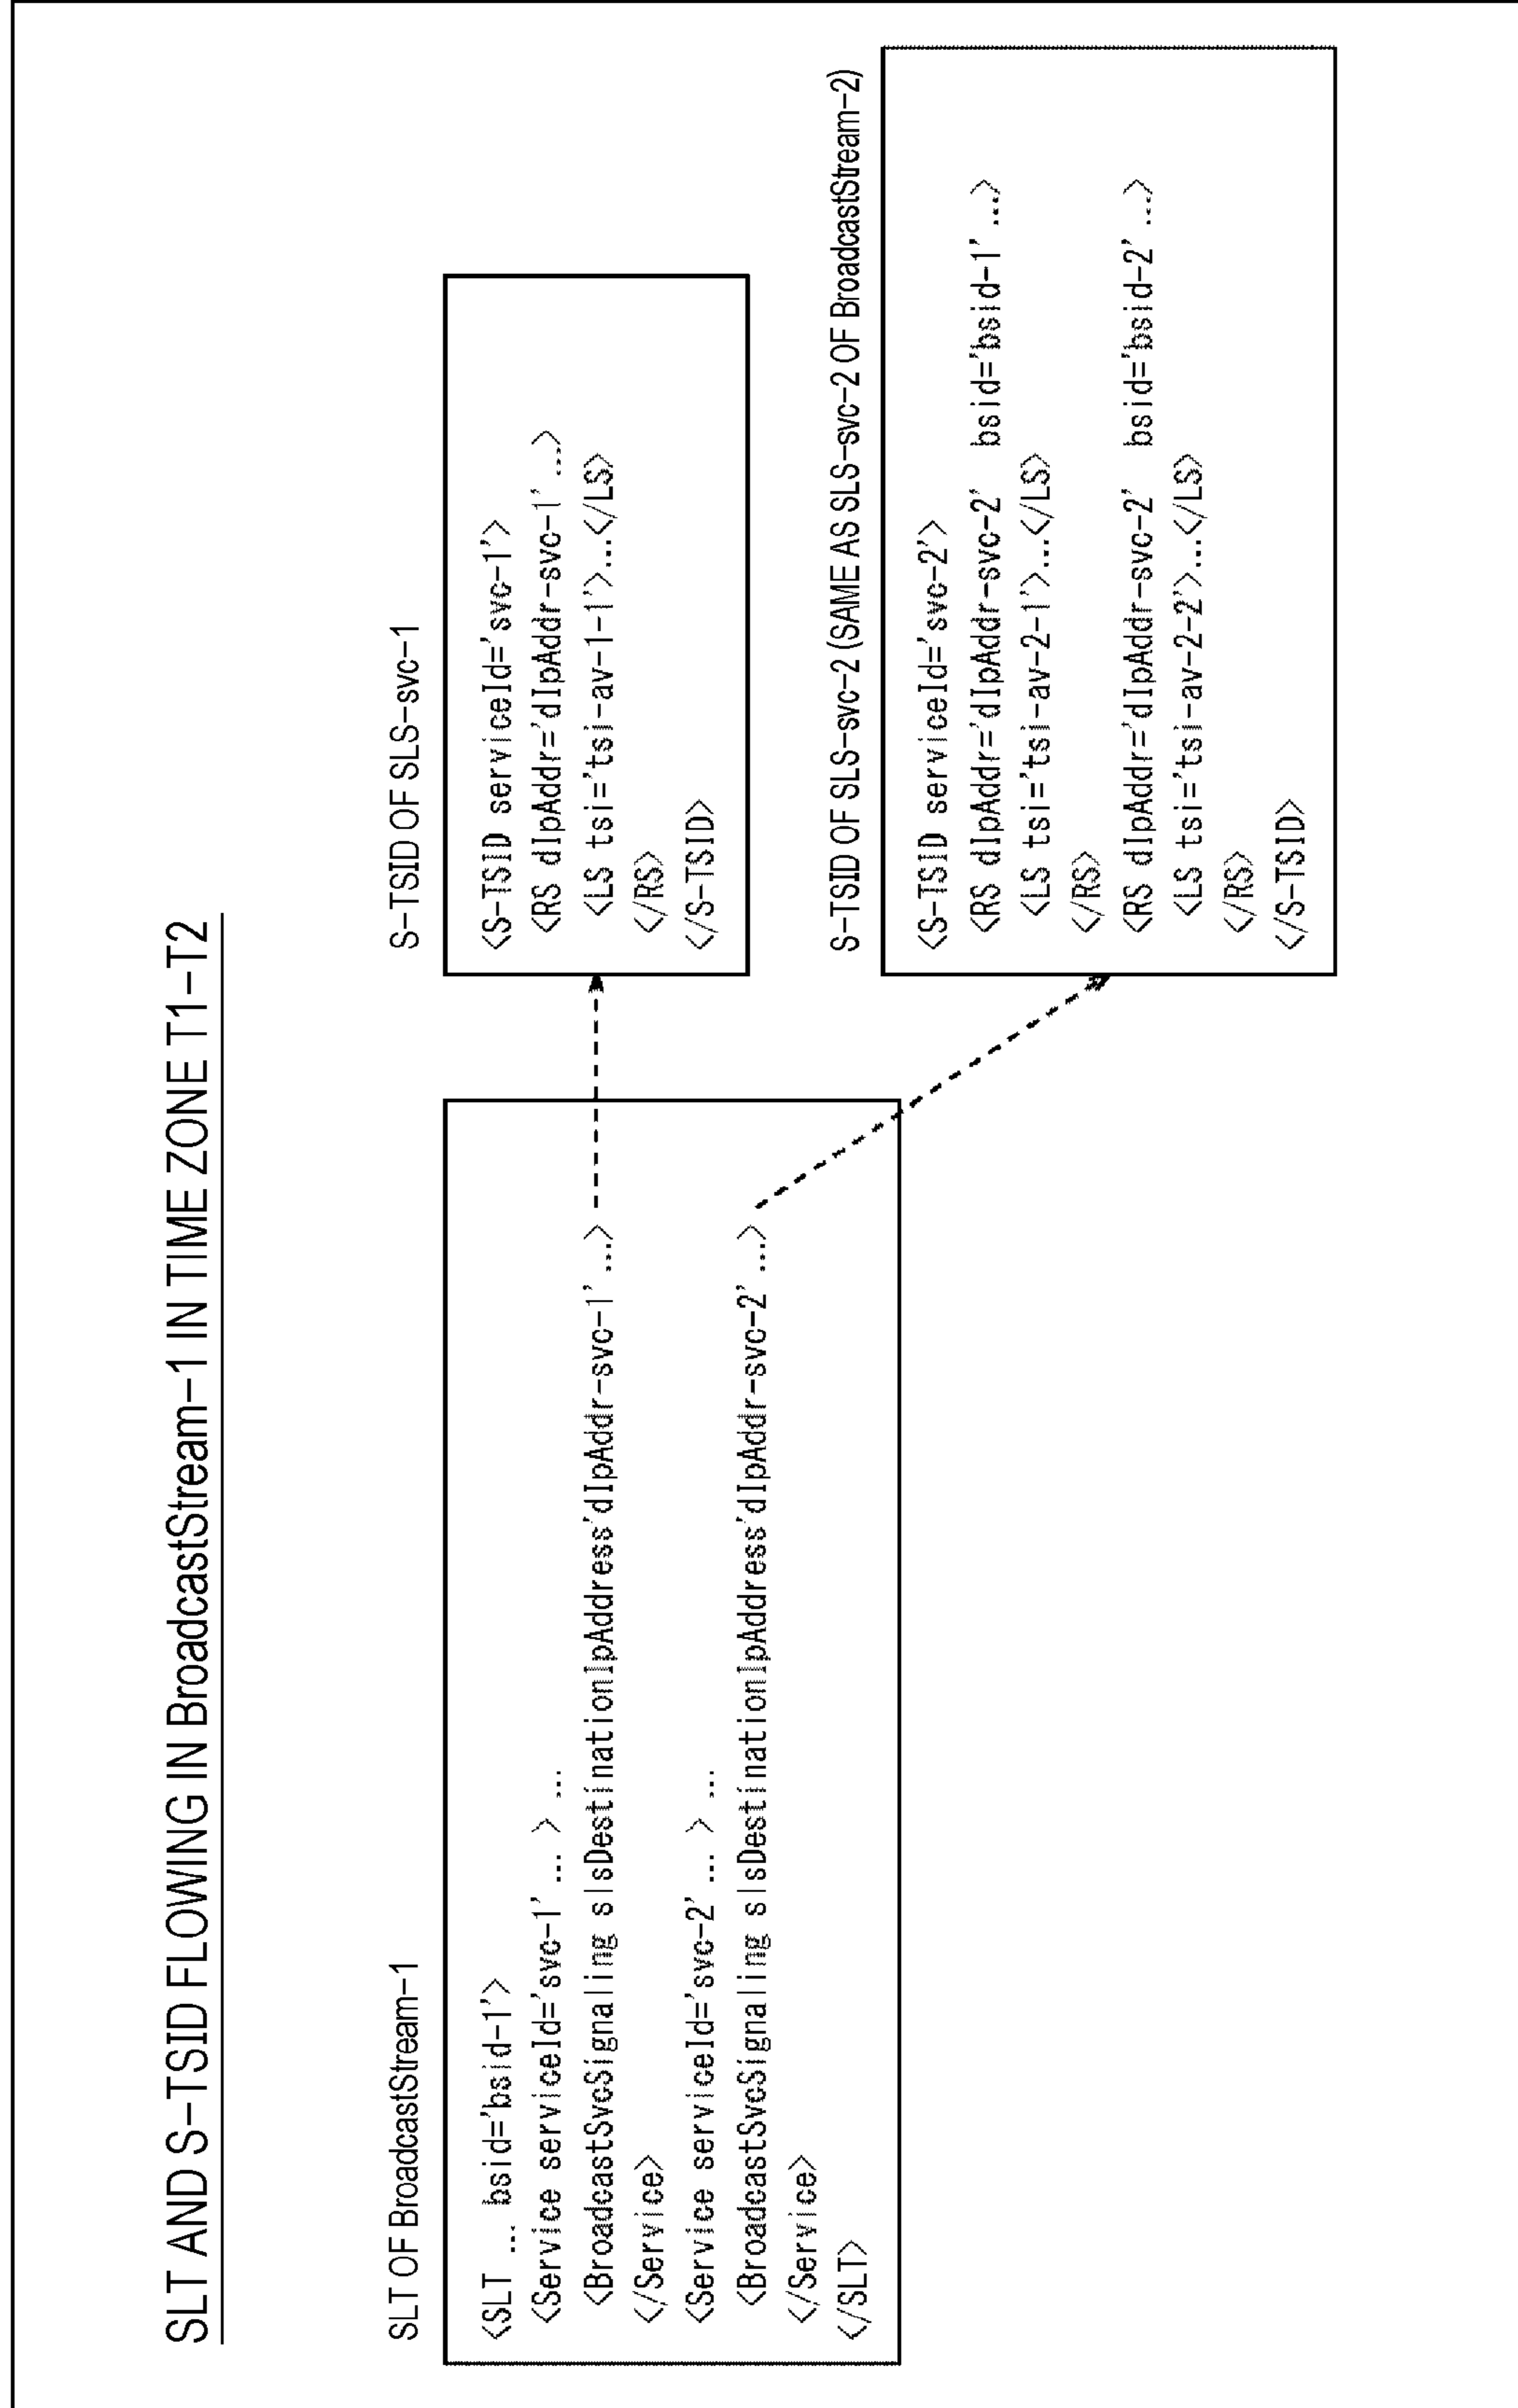 SLT AND S-TSID FLOWING IN BroadcastStream-1 IN TIME ZONE T1-T2
SLT OF BroadcastStream-1
<SLT ... bsid='bsid-1'>
<Service serviceId='svc-1' ... > ...
<BroadcastSvcSignaling slsDestinationIpAddress'dIpAddr-svc-1' ...>
</Service>
<Service serviceId='svc-2' ... > ...
<BroadcastSvcSignaling slsDestinationIpAddress'dIpAddr-svc-2' ...>
</Service>
</SLT>
S-TSID OF SLS-svc-1
<S-TSID serviceId='svc-1'>
<RS dIpAddr='dIpAddr-svc-1' ...>
<LS tsi='tsi-av-1-1'>...</LS>
</RS>
</S-TSID>
S-TSID OF SLS-svc-2 (SAME AS SLS-svc-2 OF BroadcastStream-2)
<S-TSID serviceId='svc-2'>
<RS dIpAddr='dIpAddr-svc-2' bsid='bsid-1' ...>
<LS tsi='tsi-av-2-1'>...</LS>
</RS>
<RS dIpAddr='dIpAddr-svc-2' bsid='bsid-2' ...>
<LS tsi='tsi-av-2-2'>...</LS>
</RS>
</S-TSID>